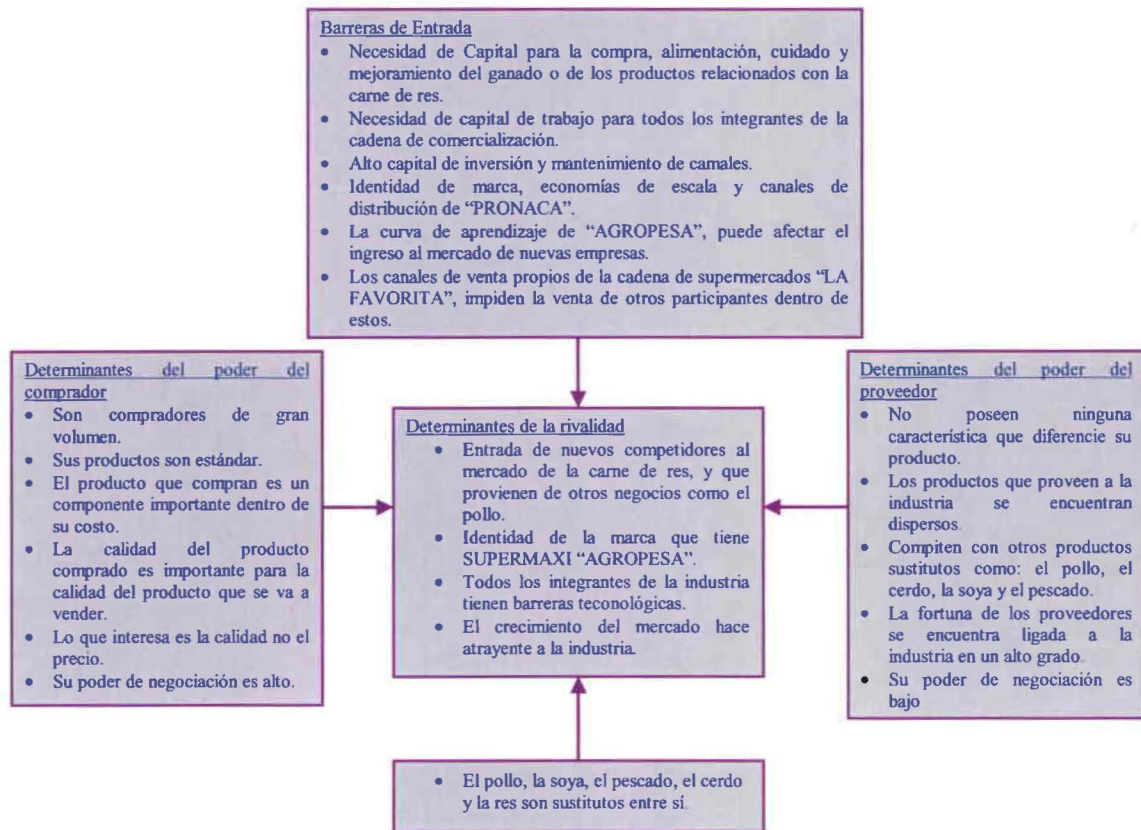 Barreras de Entrada
• Necesidad de Capital para la compra, alimentación, cuidado y
mejoramiento del ganado o de los productos relacionados con la
carne de res.
• Necesidad de capital de trabajo para todos los integrantes de la
cadena de comercialización.
• Alto capital de inversión y mantenimiento de camales.
• Identidad de marca, economías de escala y canales de
distribución de “PRONACA”.
• La curva de aprendizaje de “AGROPESA”, puede afectar el
ingreso al mercado de nuevas empresas.
• Los canales de venta propios de la cadena de supermercados “LA
FAVORITA”, impiden la venta de otros participantes dentro de
estos.
Determinantes del poder del
comprador
• Son compradores de gran
volumen.
• Sus productos son estándar.
• El producto que compran es un
componente importante dentro de
su costo.
• La calidad del producto
comprado es importante para la
calidad del producto que se va a
vender.
• Lo que interesa es la calidad no el
precio.
• Su poder de negociación es alto.
Determinantes de la rivalidad
• Entrada de nuevos competidores al
mercado de la carne de res, y que
provienen de otros negocios como el
pollo.
• Identidad de la marca que tiene
SUPERMAXI “AGROPESA”.
• Todos los integrantes de la industria
tienen barreras teconológicas.
• El crecimiento del mercado hace
atrayente a la industria.
Determinantes del poder del
proveedor
• No poseen ninguna
característica que diferencie su
producto.
• Los productos que proveen a la
industria se encuentran
dispersos.
• Compiten con otros productos
sustitutos como: el pollo, el
cerdo, la soya y el pescado.
• La fortuna de los proveedores
se encuentra ligada a la
industria en un alto grado.
• Su poder de negociación es
bajo
• El pollo, la soya, el pescado, el cerdo
y la res son sustitutos entre sí.